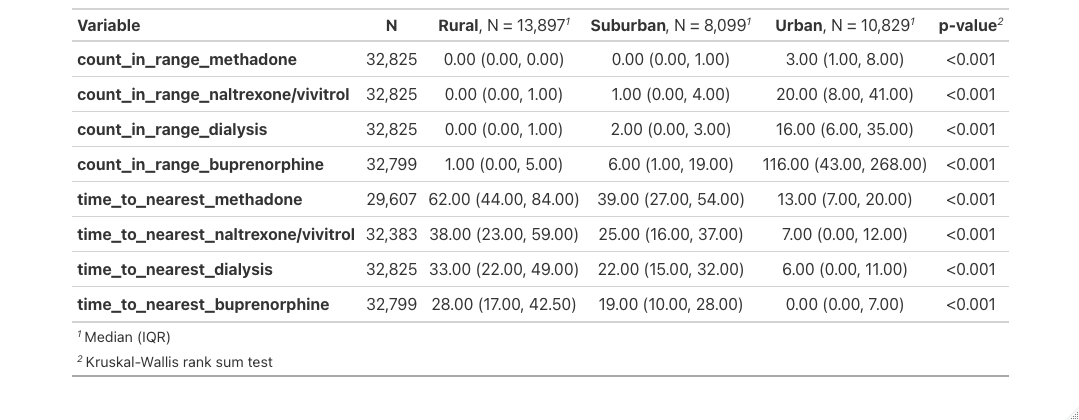 Variable N Rural, N = 13,897¹ Suburban, N = 8,099¹ Urban, N = 10,829¹ p-value²
count_in_range_methadone 32,825 0.00 (0.00, 0.00) 0.00 (0.00, 1.00) 3.00 (1.00, 8.00) <0.001
count_in_range_naltrexone/vivitrol 32,825 0.00 (0.00, 1.00) 1.00 (0.00, 4.00) 20.00 (8.00, 41.00) <0.001
count_in_range_dialysis 32,825 0.00 (0.00, 1.00) 2.00 (0.00, 3.00) 16.00 (6.00, 35.00) <0.001
count_in_range_buprenorphine 32,799 1.00 (0.00, 5.00) 6.00 (1.00, 19.00) 116.00 (43.00, 268.00) <0.001
time_to_nearest_methadone 29,607 62.00 (44.00, 84.00) 39.00 (27.00, 54.00) 13.00 (7.00, 20.00) <0.001
time_to_nearest_naltrexone/vivitrol 32,383 38.00 (23.00, 59.00) 25.00 (16.00, 37.00) 7.00 (0.00, 12.00) <0.001
time_to_nearest_dialysis 32,825 33.00 (22.00, 49.00) 22.00 (15.00, 32.00) 6.00 (0.00, 11.00) <0.001
time_to_nearest_buprenorphine 32,799 28.00 (17.00, 42.50) 19.00 (10.00, 28.00) 0.00 (0.00, 7.00) <0.001
¹ Median (IQR)
² Kruskal-Wallis rank sum test